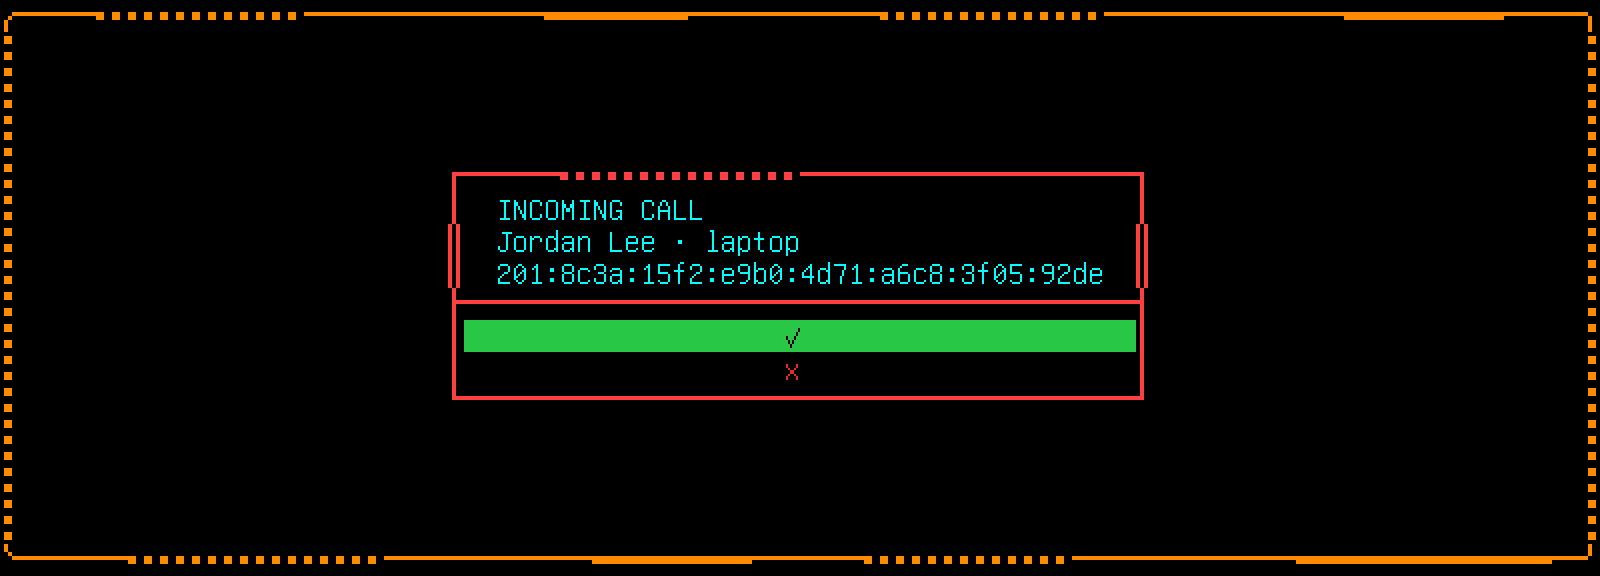 INCOMING CALL
Jordan Lee · laptop
201:8c3a:15f2:e9b0:4d71:a6c8:3f05:92de
✓
x